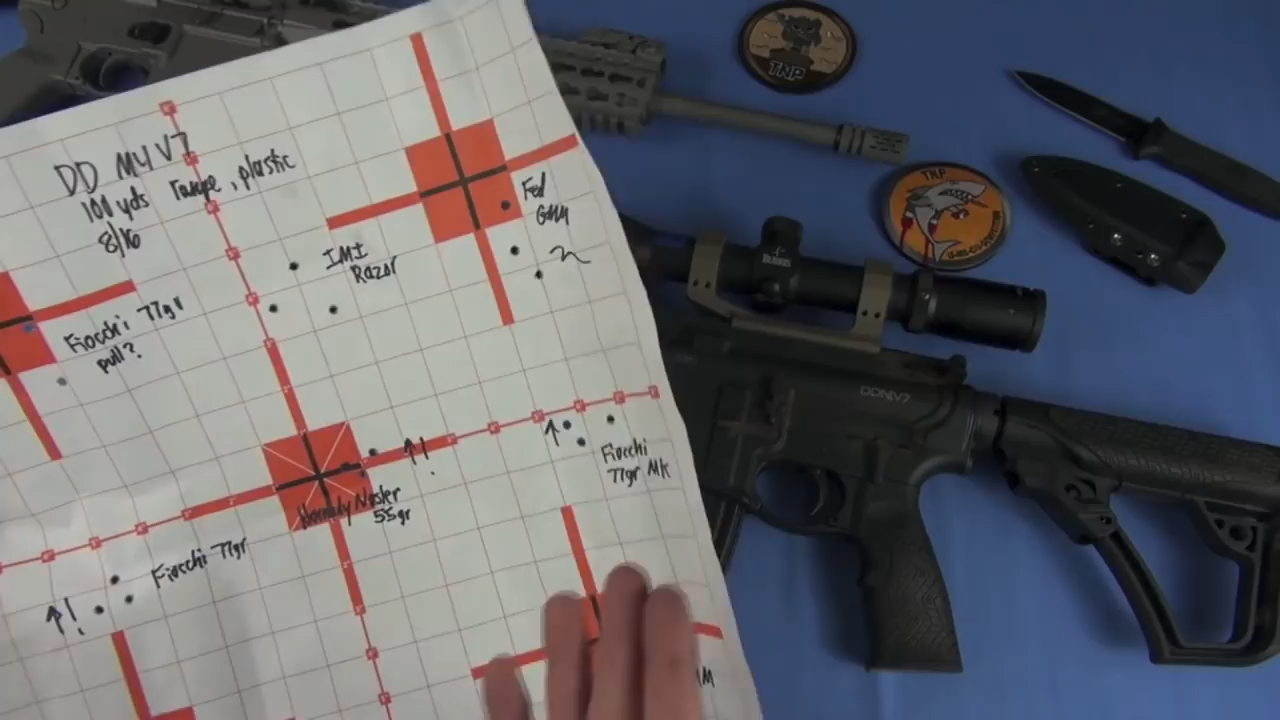 DD M4 V7
100 yds range, plastic
8/16
IMI
Razor
Fed
GMM
Fiocchi 77gr
pull?
↑!
Fiocchi
77gr MK
Hornady Nosler
55gr
Fiocchi 77gr
↑!
↑
TNP
TNP
DDM4V7